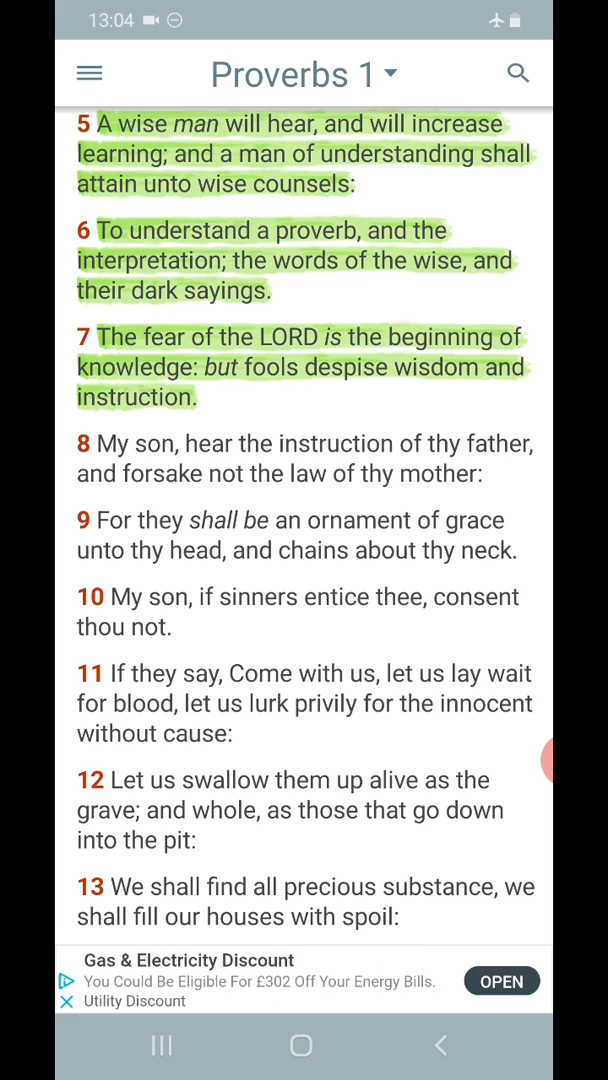 13:04
Proverbs 1
5 A wise man will hear, and will increase
learning; and a man of understanding shall
attain unto wise counsels:
6 To understand a proverb, and the
interpretation; the words of the wise, and
their dark sayings.
7 The fear of the LORD is the beginning of
knowledge: but fools despise wisdom and
instruction.
8 My son, hear the instruction of thy father,
and forsake not the law of thy mother:
9 For they shall be an ornament of grace
unto thy head, and chains about thy neck.
10 My son, if sinners entice thee, consent
thou not.
11 If they say, Come with us, let us lay wait
for blood, let us lurk privily for the innocent
without cause:
12 Let us swallow them up alive as the
grave; and whole, as those that go down
into the pit:
13 We shall find all precious substance, we
shall fill our houses with spoil:
Gas & Electricity Discount
You Could Be Eligible For £302 Off Your Energy Bills.
OPEN
Utility Discount